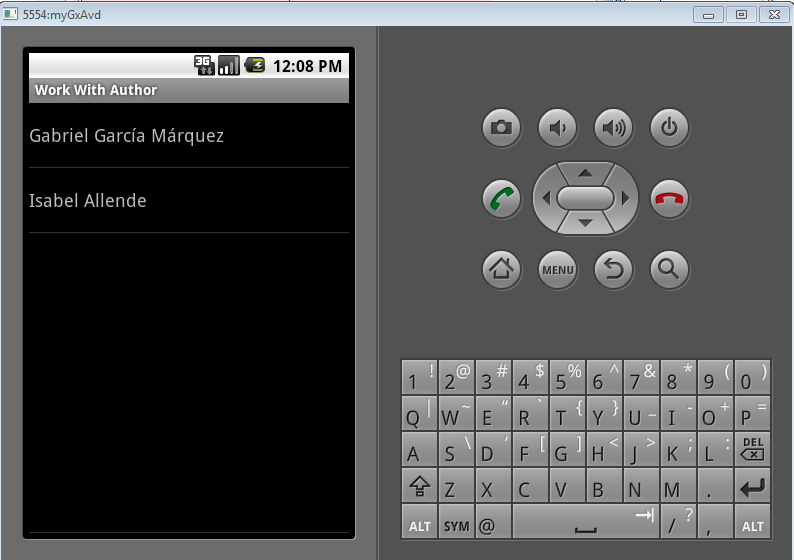 5554:myGxAvd
3G 12:08 PM
Work With Author
Gabriel García Márquez
Isabel Allende
MENU
1 ! 2 @ 3 # 4 $ 5 % 6 ^ 7 & 8 * 9 ( 0 )
Q | W ~ E “ R ` T { Y } U _ I - O + P =
A S \ D ‘ F [ G ] H < J > K ; L : DEL
Z X C V B N M .
ALT SYM @ / ? , ALT